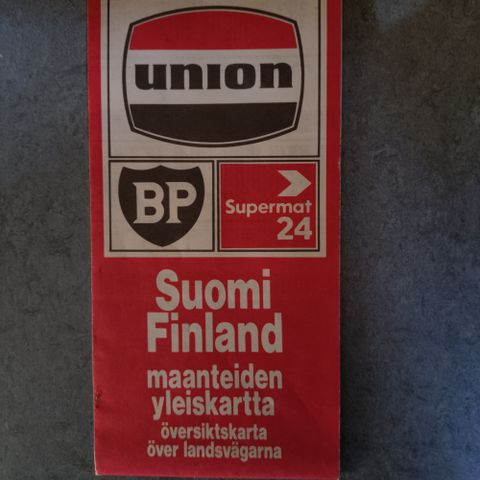 union
BP
Supermat
24
Suomi
Finland
maanteiden
yleiskartta
översiktskarta
över landsvägarna